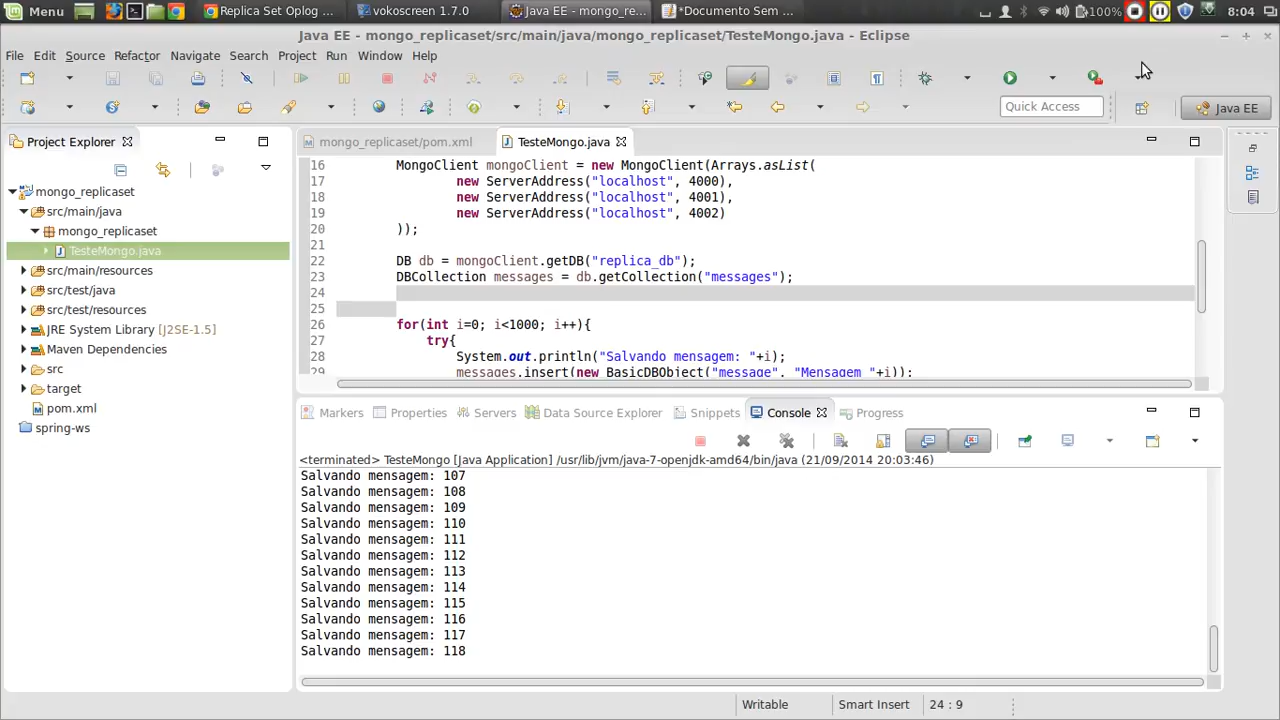 Menu
Replica Set Oplog ...
vokoscreen 1.7.0
Java EE - mongo_re...
*Documento Sem ...
100%
8:04
Java EE - mongo_replicaset/src/main/java/mongo_replicaset/TesteMongo.java - Eclipse
File Edit Source Refactor Navigate Search Project Run Window Help
Quick Access
Java EE
Project Explorer
mongo_replicaset
src/main/java
mongo_replicaset
TesteMongo.java
src/main/resources
src/test/java
src/test/resources
JRE System Library [J2SE-1.5]
Maven Dependencies
src
target
pom.xml
spring-ws
mongo_replicaset/pom.xml
TesteMongo.java
16 MongoClient mongoClient = new MongoClient(Arrays.asList(
17 new ServerAddress("localhost", 4000),
18 new ServerAddress("localhost", 4001),
19 new ServerAddress("localhost", 4002)
20 ));
21
22 DB db = mongoClient.getDB("replica_db");
23 DBCollection messages = db.getCollection("messages");
24
25
26 for(int i=0; i<1000; i++){
27 try{
28 System.out.println("Salvando mensagem: "+i);
29 messages.insert(new BasicDBObject("message", "Mensagem "+i));
Markers Properties Servers Data Source Explorer Snippets Console Progress
<terminated> TesteMongo [Java Application] /usr/lib/jvm/java-7-openjdk-amd64/bin/java (21/09/2014 20:03:46)
Salvando mensagem: 107
Salvando mensagem: 108
Salvando mensagem: 109
Salvando mensagem: 110
Salvando mensagem: 111
Salvando mensagem: 112
Salvando mensagem: 113
Salvando mensagem: 114
Salvando mensagem: 115
Salvando mensagem: 116
Salvando mensagem: 117
Salvando mensagem: 118
Writable
Smart Insert
24 : 9